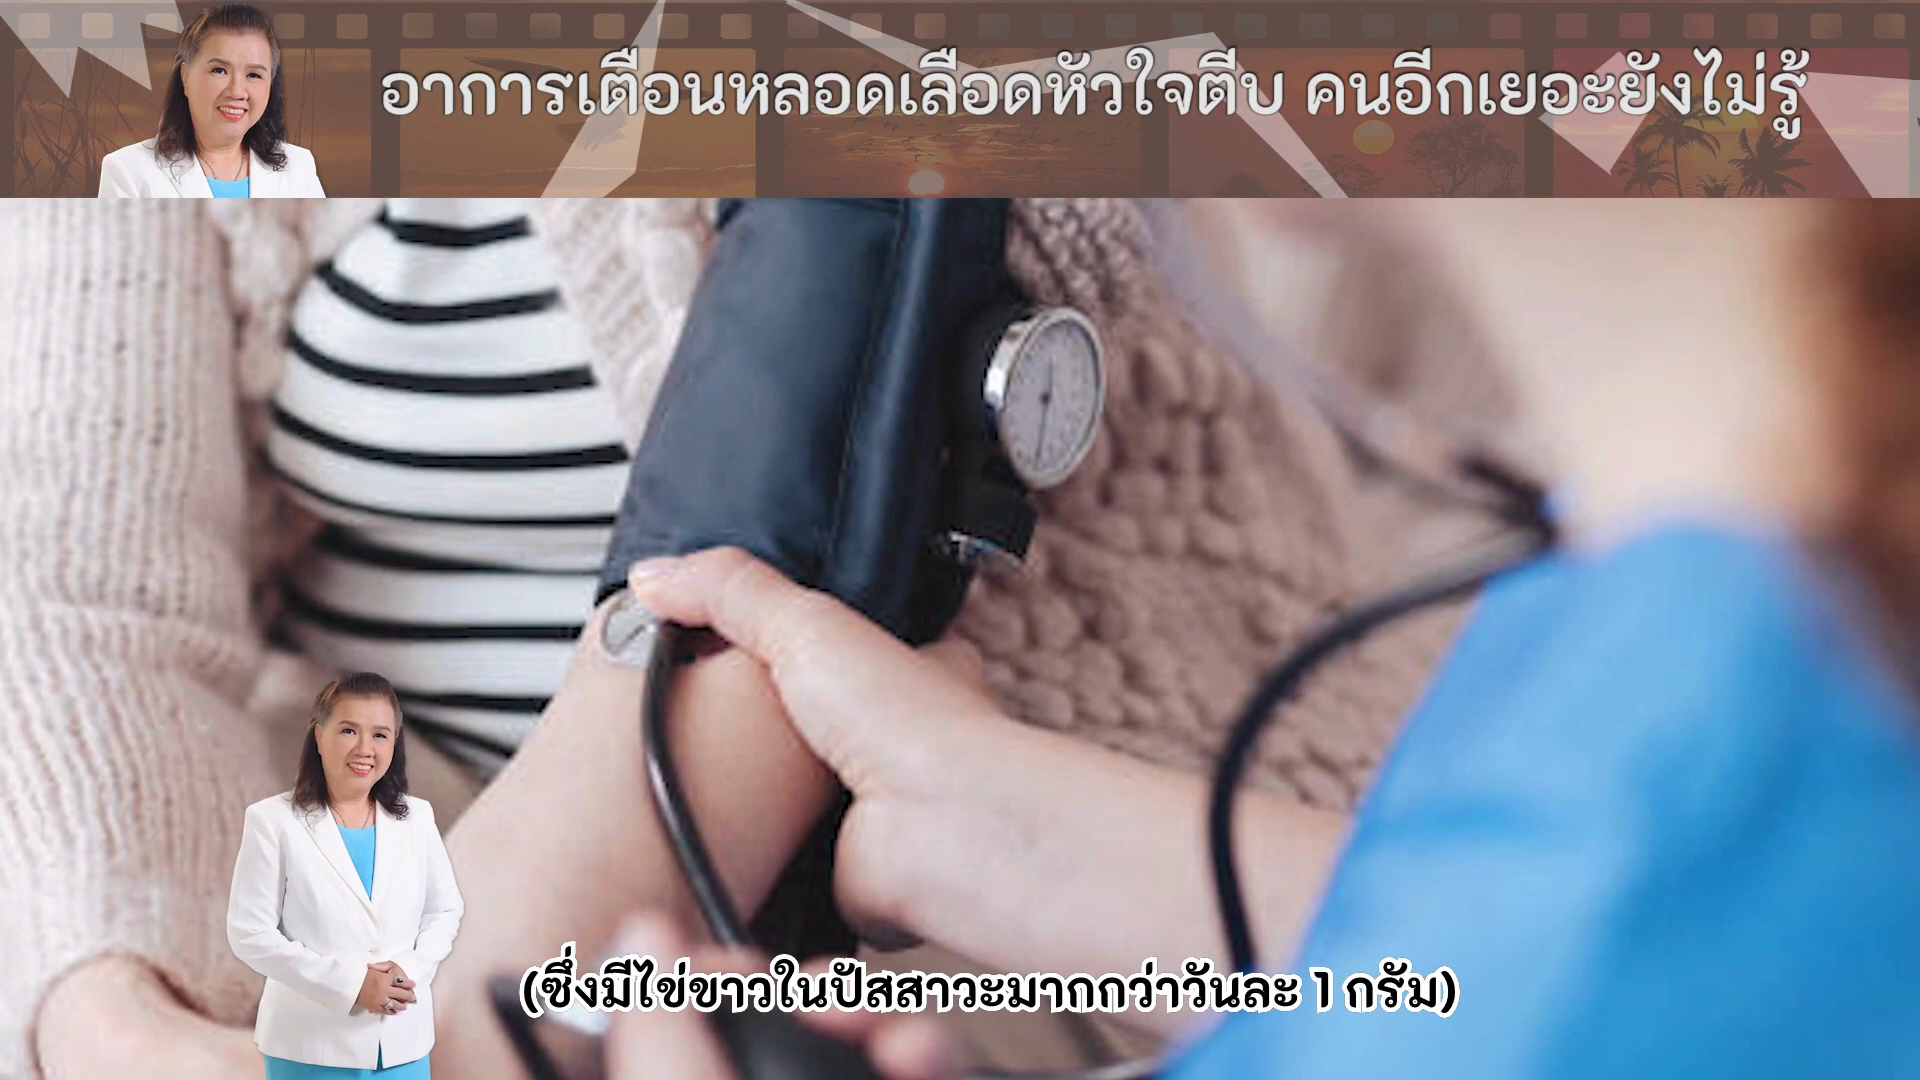 อาการเตือนหลอดเลือดหัวใจตีบ คนอีกเยอะยังไม่รู้
(ซึ่งมีไข่ขาวในปัสสาวะมากกว่าวันละ 1 กรัม)